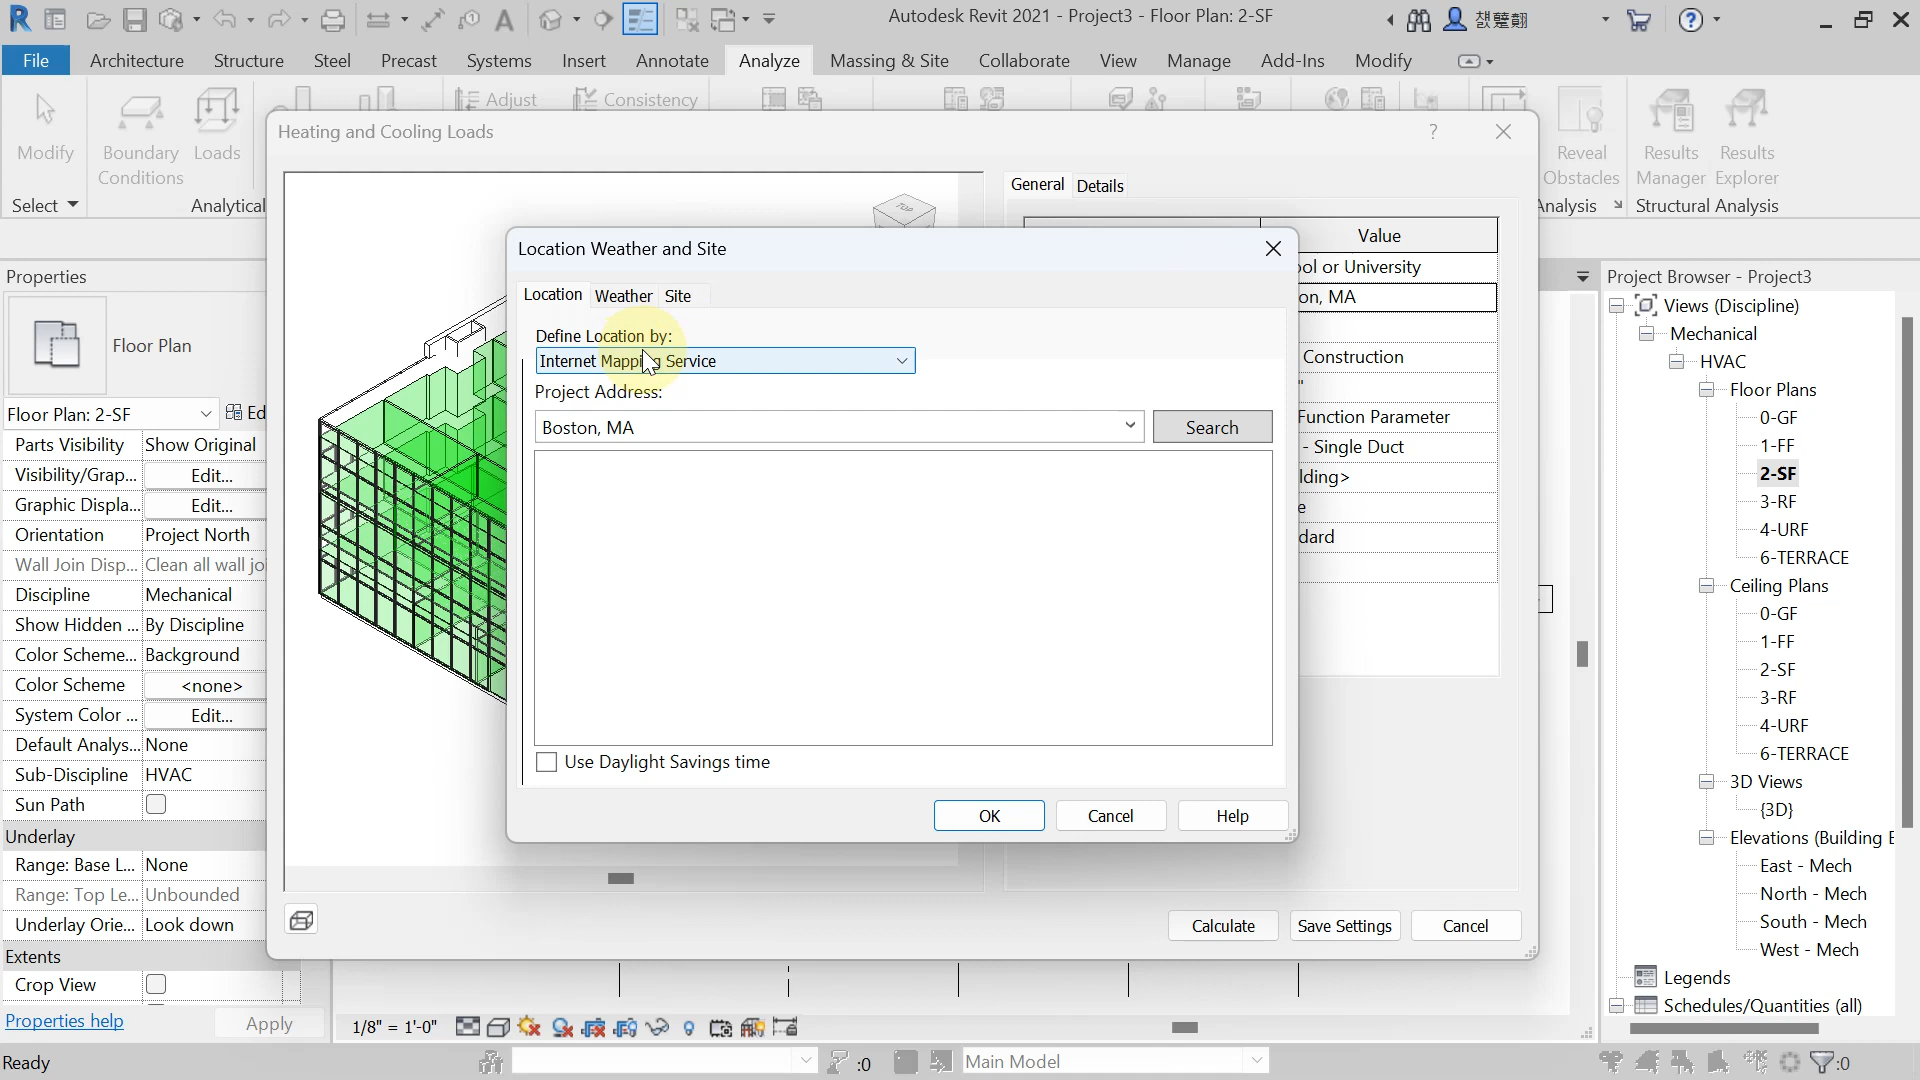 Autodesk Revit 2021 - Project3 - Floor Plan: 2-SF
File Architecture Structure Steel Precast Systems Insert Annotate Analyze Massing & Site Collaborate View Manage Add-Ins Modify
Adjust Consistency
Modify Boundary Conditions Loads
Reveal Obstacles Results Manager Results Explorer
Select Analytical
Analysis Structural Analysis
Heating and Cooling Loads ?
TOP
General Details
Value
ool or University
on, MA
Construction
"
Function Parameter
- Single Duct
lding>
e
dard
Location Weather and Site
Location Weather Site
Define Location by:
Internet Mapping Service
Project Address:
Boston, MA Search
Use Daylight Savings time
OK Cancel Help
Calculate Save Settings Cancel
Properties
Floor Plan
Floor Plan: 2-SF Ed
Parts Visibility Show Original
Visibility/Grap... Edit...
Graphic Displa... Edit...
Orientation Project North
Wall Join Disp... Clean all wall joi
Discipline Mechanical
Show Hidden ... By Discipline
Color Scheme... Background
Color Scheme <none>
System Color ... Edit...
Default Analys... None
Sub-Discipline HVAC
Sun Path
Underlay
Range: Base L... None
Range: Top Le... Unbounded
Underlay Orie... Look down
Extents
Crop View
Properties help Apply
1/8" = 1'-0"
Ready
:0
Main Model
:0
Project Browser - Project3
Views (Discipline)
Mechanical
HVAC
Floor Plans
0-GF
1-FF
2-SF
3-RF
4-URF
6-TERRACE
Ceiling Plans
0-GF
1-FF
2-SF
3-RF
4-URF
6-TERRACE
3D Views
{3D}
Elevations (Building E
East - Mech
North - Mech
South - Mech
West - Mech
Legends
Schedules/Quantities (all)